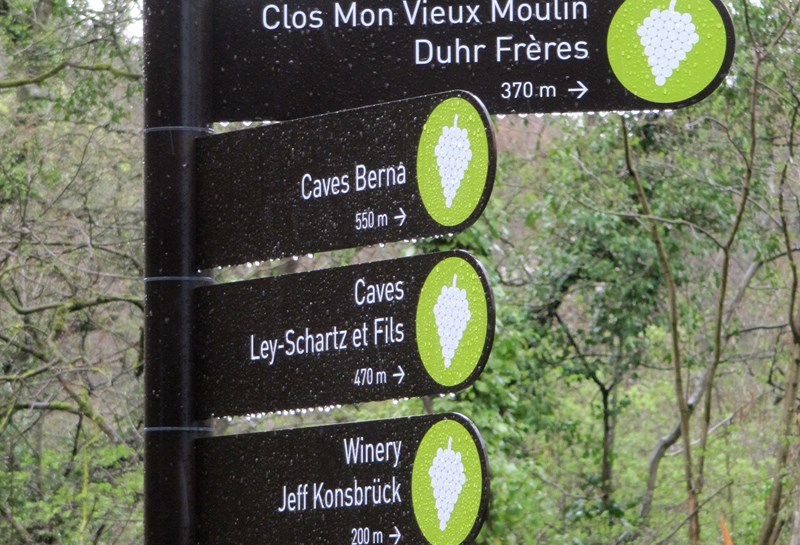 Clos Mon Vieux Moulin
Duhr Frères
370 m →
Caves Berna
550 m →
Caves
Ley-Schartz et Fils
470 m →
Winery
Jeff Konsbrück
200 m →